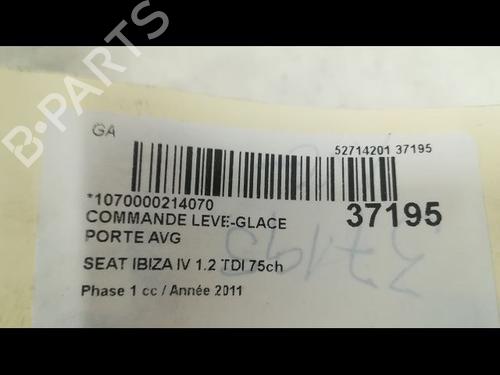 B-PARTS
GA
52714201 37195
*1070000214070
37195
COMMANDE LEVE-GLACE
PORTE AVG
SEAT IBIZA IV 1.2 TDI 75ch
Phase 1 cc / Année 2011
37195